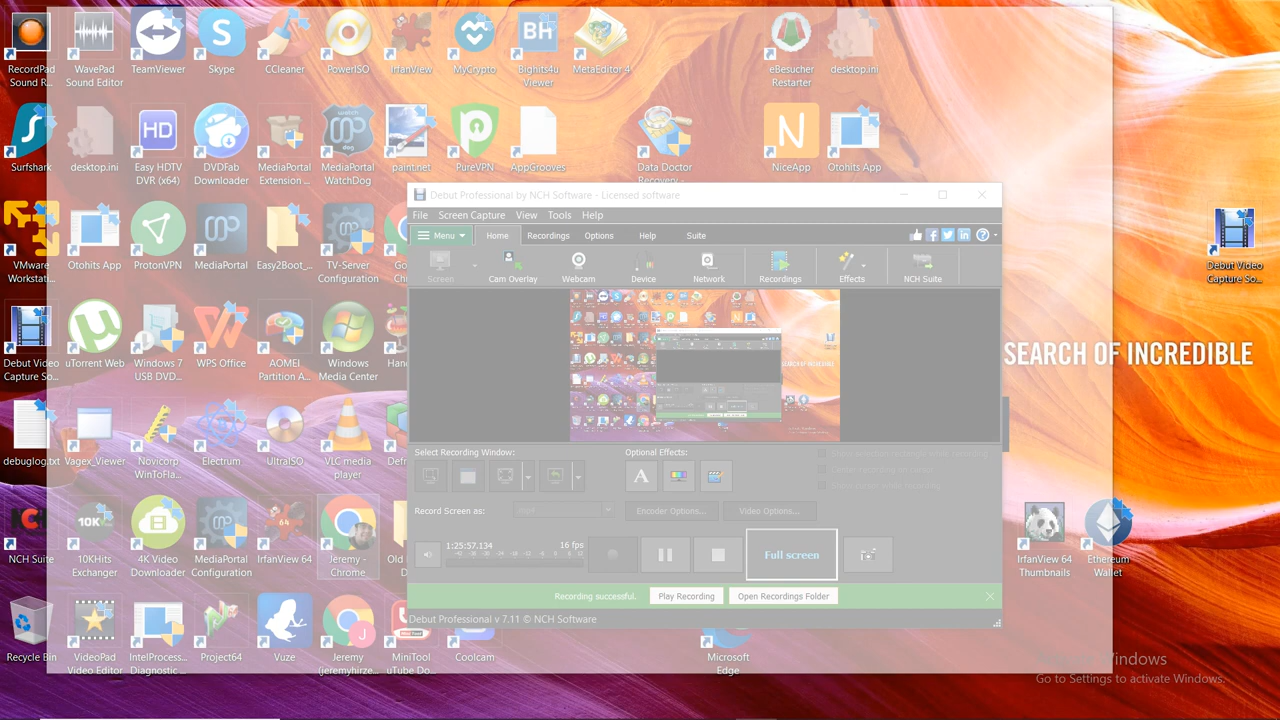 RecordPad
Sound R...
WavePad
Sound Editor
TeamViewer
Skype
CCleaner
PowerISO
IrfanView
MyCrypto
BH
Bighits4u
Viewer
MetaEditor 4
eBesucher
Restarter
desktop.ini
Surfshark
desktop.ini
HD
Easy HDTV
DVR (x64)
DVDFab
Downloader
MediaPortal
Extension ...
MediaPortal
WatchDog
paint.net
PureVPN
AppGrooves
Data Doctor
Recovery
N
NiceApp
Otohits App
VMware
Workstati...
Otohits App
ProtonVPN
MediaPortal
Easy2Boot_...
TV-Server
Configuration
Debut Video
Capture So...
Debut Video
Capture So...
uTorrent Web
Windows 7
USB DVD...
WPS Office
AOMEI
Partition A...
Windows
Media Center
debuglog.txt
Vagex_Viewer
Novicorp
WinToFla...
Electrum
UltraISO
VLC media
player
NCH Suite
10K
10KHits
Exchanger
4K Video
Downloader
MediaPortal
Configuration
64
IrfanView 64
Jeremy -
Chrome
IrfanView 64
Thumbnails
Ethereum
Wallet
Recycle Bin
VideoPad
Video Editor
IntelProcess...
Diagnostic ...
Project64
Vuze
J
Jeremy
(jeremyhirze...
MiniTool
uTube Do...
Coolcam
Microsoft
Edge
SEARCH OF INCREDIBLE
Debut Professional by NCH Software - Licensed software
File Screen Capture View Tools Help
Menu Home Recordings Options Help Suite
Screen Cam Overlay Webcam Device Network Recordings Effects NCH Suite
Select Recording Window:
Optional Effects:
A
Record Screen as:
Encoder Options...
Video Options...
1:25:57.134
16 fps
Full screen
Recording successful.
Play Recording
Open Recordings Folder
Debut Professional v 7.11 © NCH Software
Windows
Go to Settings to activate Windows.